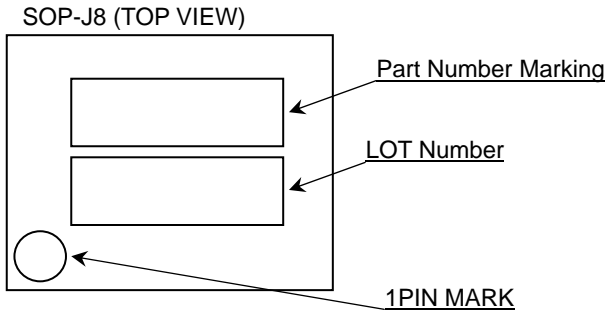 SOP-J8 (TOP VIEW)
Part Number Marking
LOT Number
1PIN MARK